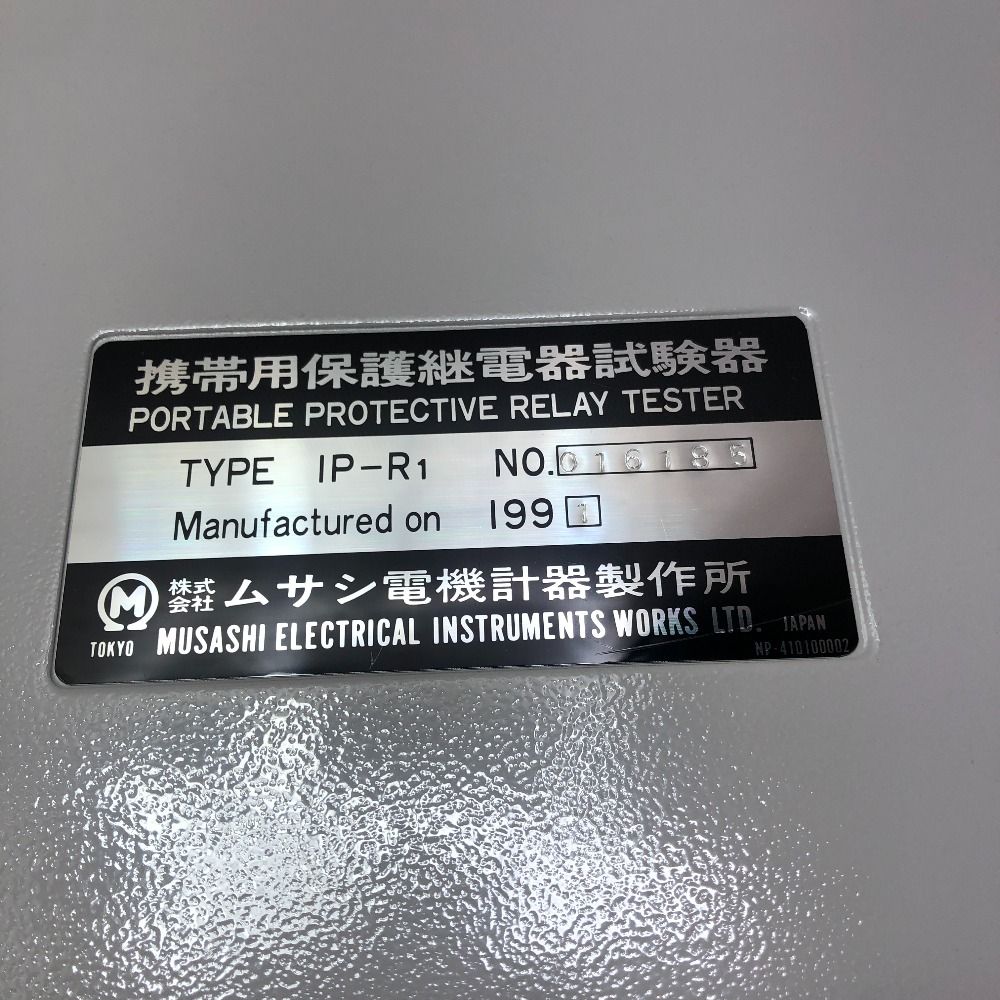 携帯用保護継電器試験器
PORTABLE PROTECTIVE RELAY TESTER
TYPE IP-R1 NO.016185
Manufactured on 1991
M 株式会社 ムサシ電機計器製作所
TOKYO MUSASHI ELECTRICAL INSTRUMENTS WORKS LTD. JAPAN
NP-410100002